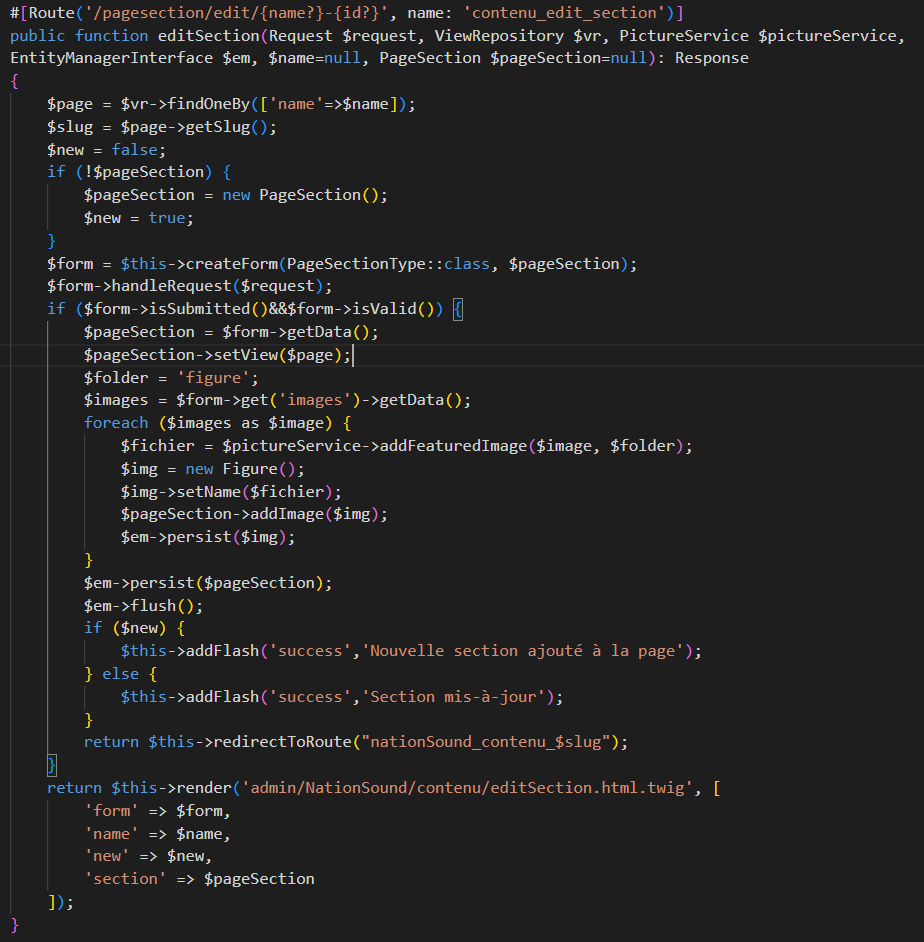 #[Route('/pagesection/edit/{name?}-{id?}', name: 'contenu_edit_section')]
public function editSection(Request $request, ViewRepository $vr, PictureService $pictureService,
EntityManagerInterface $em, $name=null, PageSection $pageSection=null): Response
{
    $page = $vr->findOneBy(['name'=>$name]);
    $slug = $page->getSlug();
    $new = false;
    if (!$pageSection) {
        $pageSection = new PageSection();
        $new = true;
    }
    $form = $this->createForm(PageSectionType::class, $pageSection);
    $form->handleRequest($request);
    if ($form->isSubmitted()&&$form->isValid()) {
        $pageSection = $form->getData();
        $pageSection->setView($page);
        $folder = 'figure';
        $images = $form->get('images')->getData();
        foreach ($images as $image) {
            $fichier = $pictureService->addFeaturedImage($image, $folder);
            $img = new Figure();
            $img->setName($fichier);
            $pageSection->addImage($img);
            $em->persist($img);
        }
        $em->persist($pageSection);
        $em->flush();
        if ($new) {
            $this->addFlash('success','Nouvelle section ajouté à la page');
        } else {
            $this->addFlash('success','Section mis-à-jour');
        }
        return $this->redirectToRoute("nationSound_contenu_$slug");
    }
    return $this->render('admin/NationSound/contenu/editSection.html.twig', [
        'form' => $form,
        'name' => $name,
        'new' => $new,
        'section' => $pageSection
    ]);
}